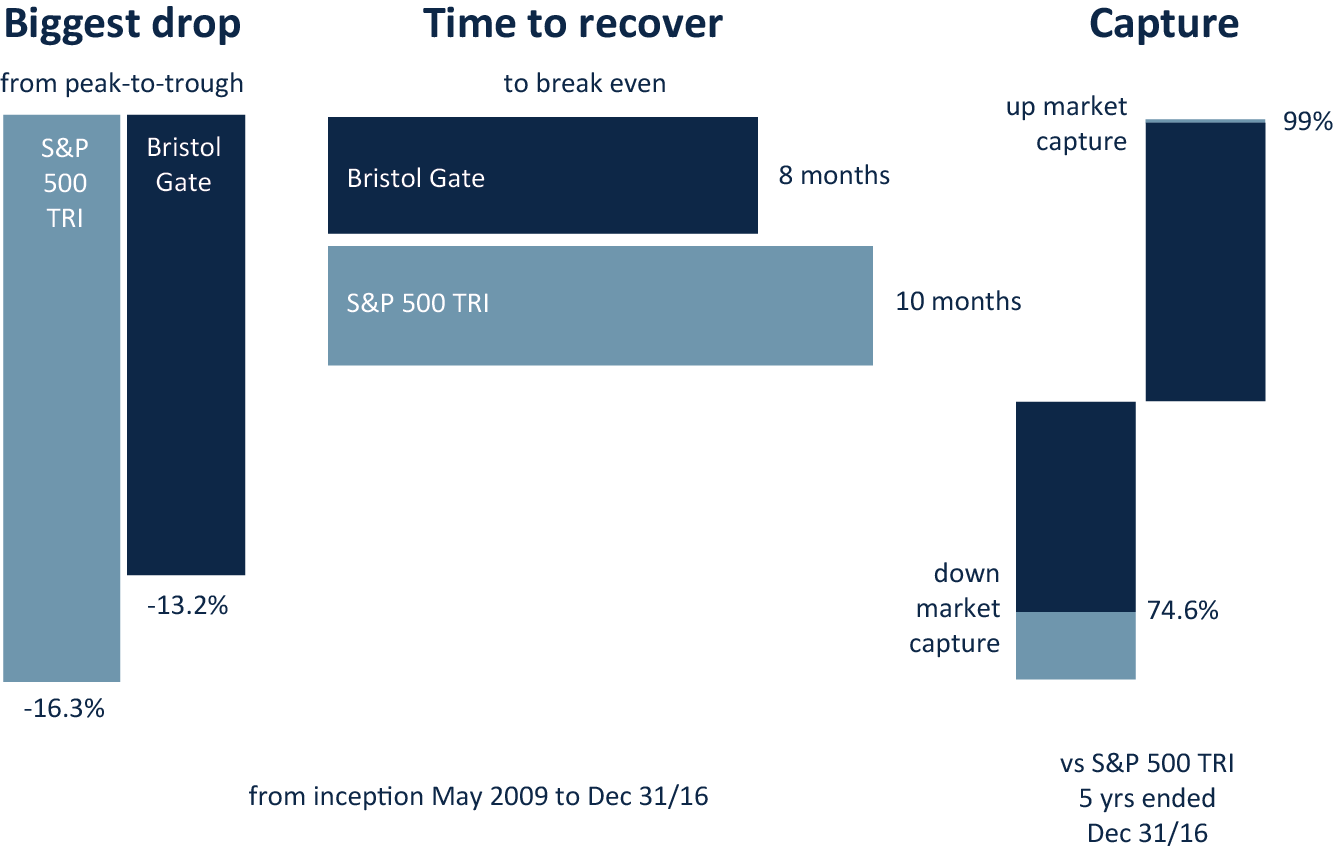 Biggest drop
from peak-to-trough
S&P
500
TRI
Bristol
Gate
-13.2%
-16.3%
Time to recover
to break even
Bristol Gate
8 months
S&P 500 TRI
10 months
from inception May 2009 to Dec 31/16
Capture
up market
capture
99%
down
market
capture
74.6%
vs S&P 500 TRI
5 yrs ended
Dec 31/16